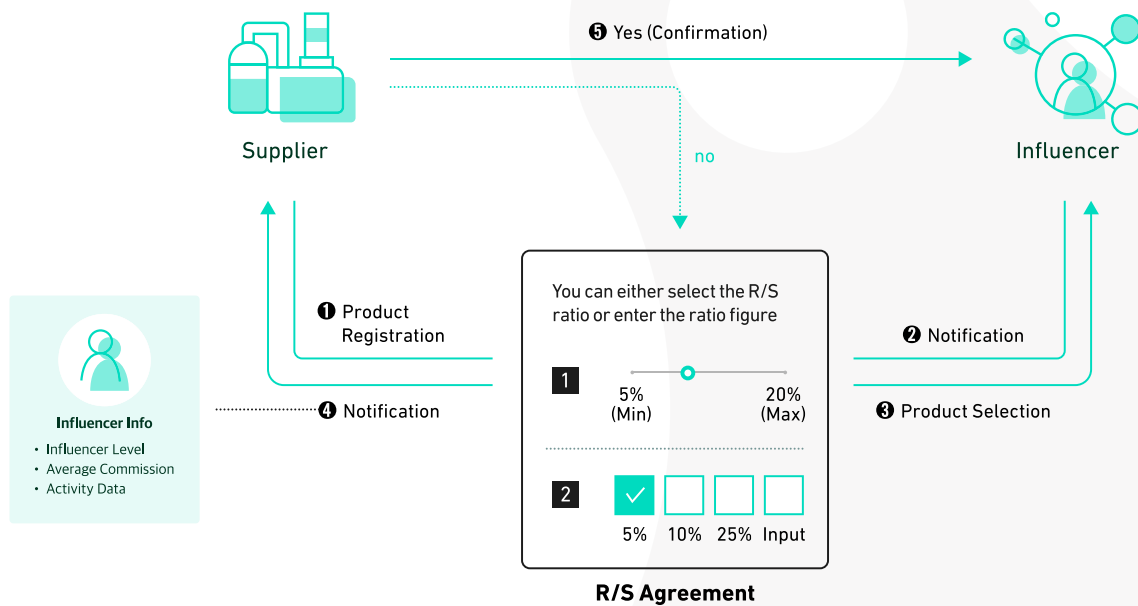 ❺ Yes (Confirmation)
Supplier
Influencer
no
❶ Product
Registration
❹ Notification
Influencer Info
• Influencer Level
• Average Commission
• Activity Data
You can either select the R/S
ratio or enter the ratio figure
1
5%
(Min)
20%
(Max)
2
5% 10% 25% Input
R/S Agreement
❷ Notification
❸ Product Selection